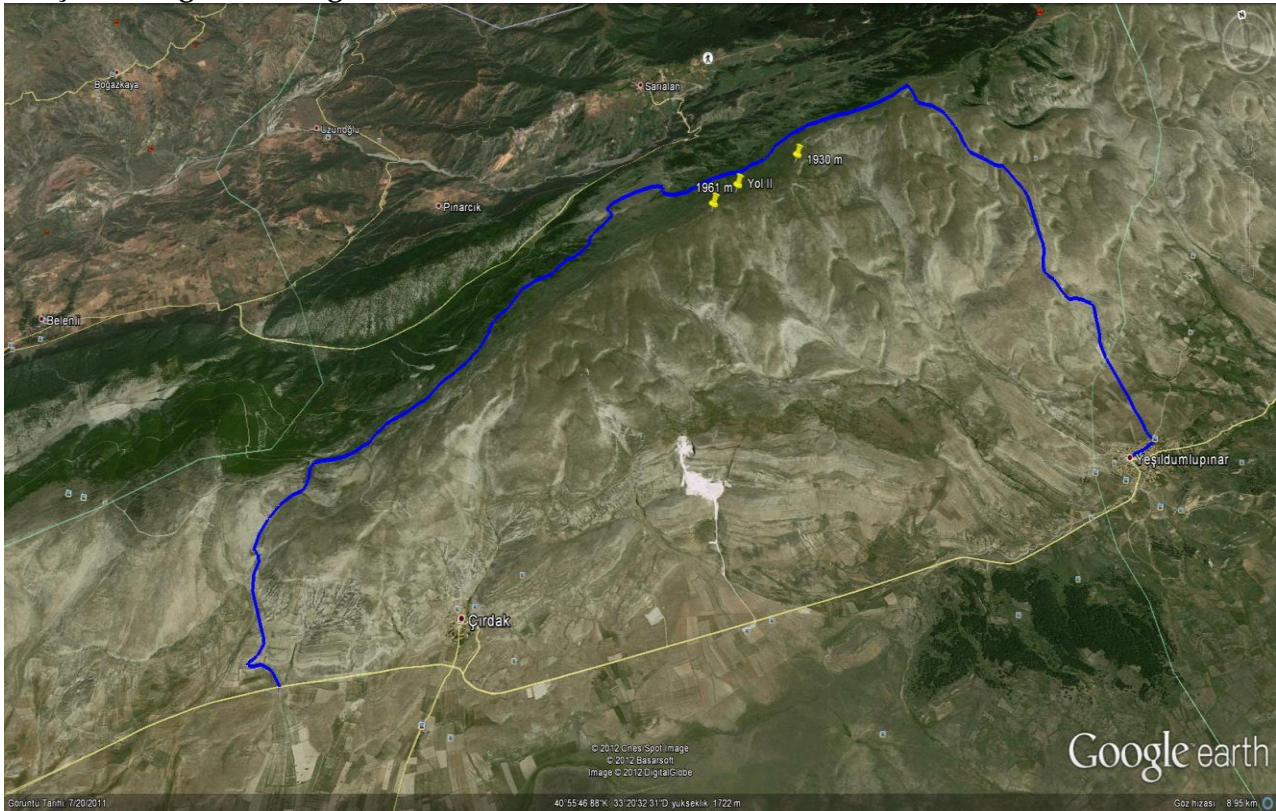 Boğazkaya
Sarıalan
Uzunoğlu
1930 m
1961 m
Yol II
Pınarcık
Belenli
Yeşildumlupınar
Çırdak
© 2012 Cnes/Spot Image
© 2012 Basarsoft
Image © 2012 DigitalGlobe
Google earth
Görüntü Tarihi: 7/20/2011
40°55'46.88"K 33°20'32.31"D yükseklik 1722 m
Göz hizası 8.95 km